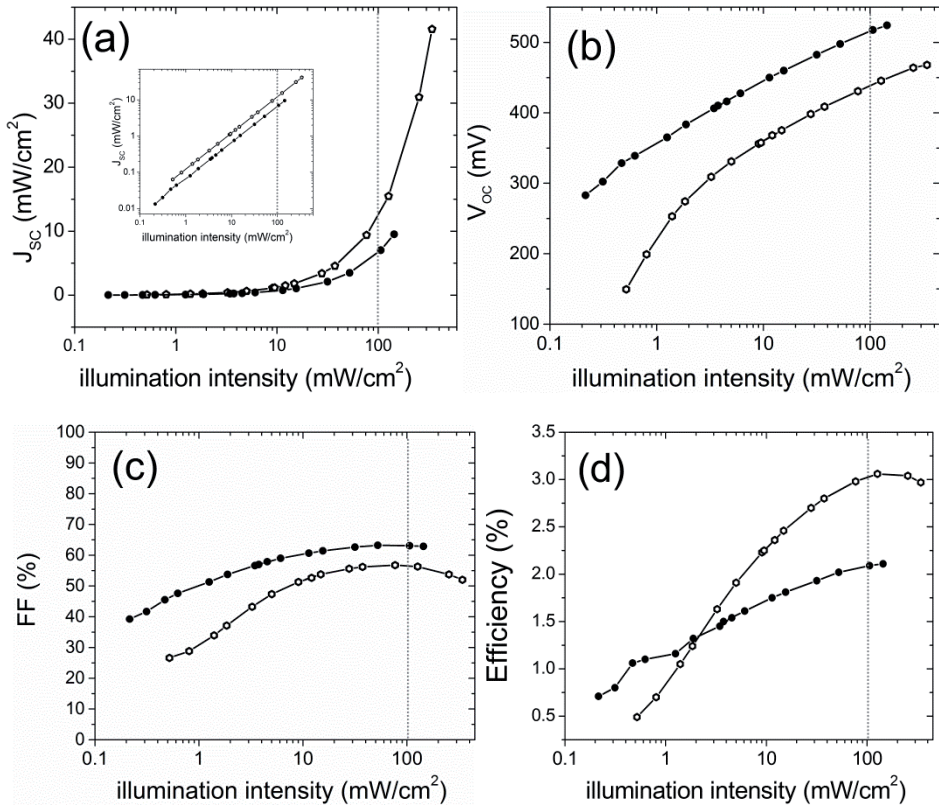 (a)
40
30
20
10
0
J_SC (mW/cm²)
0.1 1 10 100
illumination intensity (mW/cm²)
10
1
0.1
0.01
J_SC (mW/cm²)
0.1 1 10 100
illumination intensity (mW/cm²)
(b)
500
400
300
200
100
V_OC (mV)
0.1 1 10 100
illumination intensity (mW/cm²)
(c)
100
90
80
70
60
50
40
30
20
10
0
FF (%)
0.1 1 10 100
illumination intensity (mW/cm²)
(d)
3.5
3.0
2.5
2.0
1.5
1.0
0.5
Efficiency (%)
0.1 1 10 100
illumination intensity (mW/cm²)